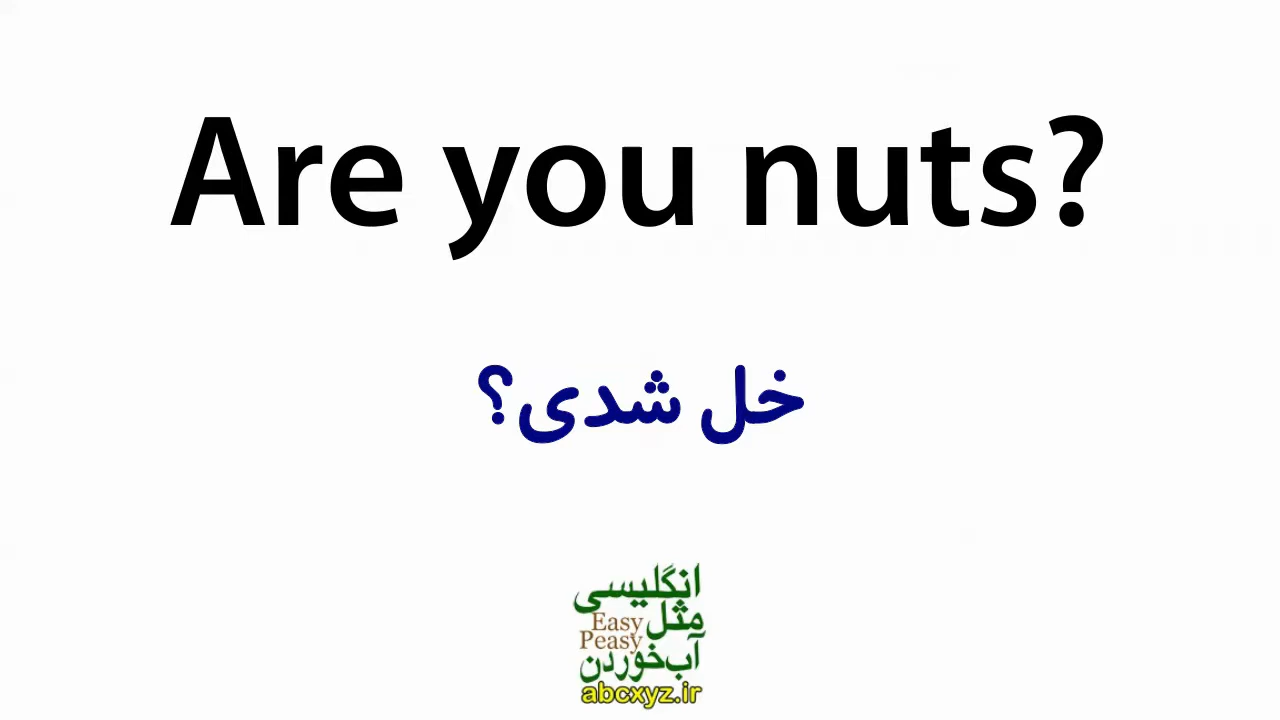 Are you nuts?
خل شدی؟
انگلیسی
مثل
Easy
Peasy
آب‌خوردن
abcxyz.ir